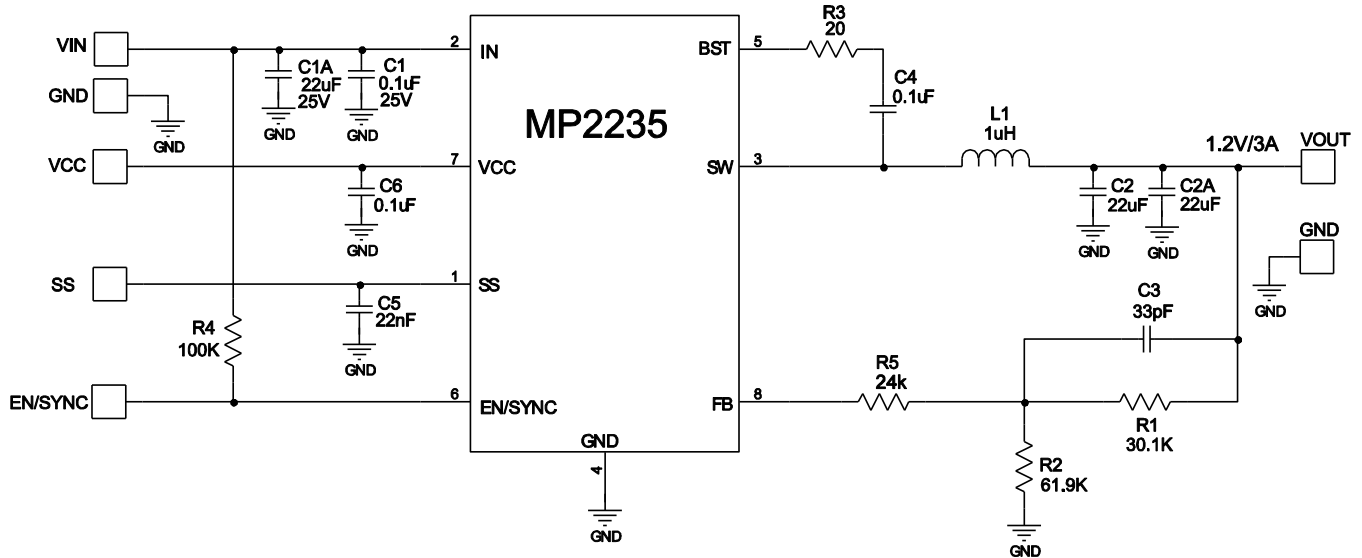 VIN
GND
VCC
SS
EN/SYNC
R4
100K
C1A
22uF
25V
GND
C1
0.1uF
25V
GND
GND
C6
0.1uF
GND
C5
22nF
GND
2
7
1
6
IN
VCC
SS
EN/SYNC
MP2235
BST
SW
FB
GND
4
GND
5
3
8
R3
20
C4
0.1uF
L1
1uH
1.2V/3A
VOUT
C2
22uF
GND
C2A
22uF
GND
GND
GND
C3
33pF
R5
24k
R1
30.1K
R2
61.9K
GND